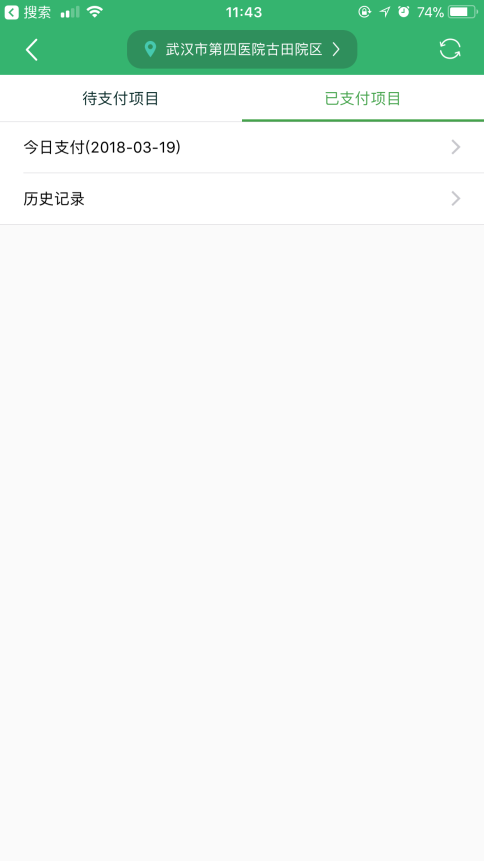 搜索 11:43 74%
武汉市第四医院古田院区
待支付项目 已支付项目
今日支付(2018-03-19)
历史记录